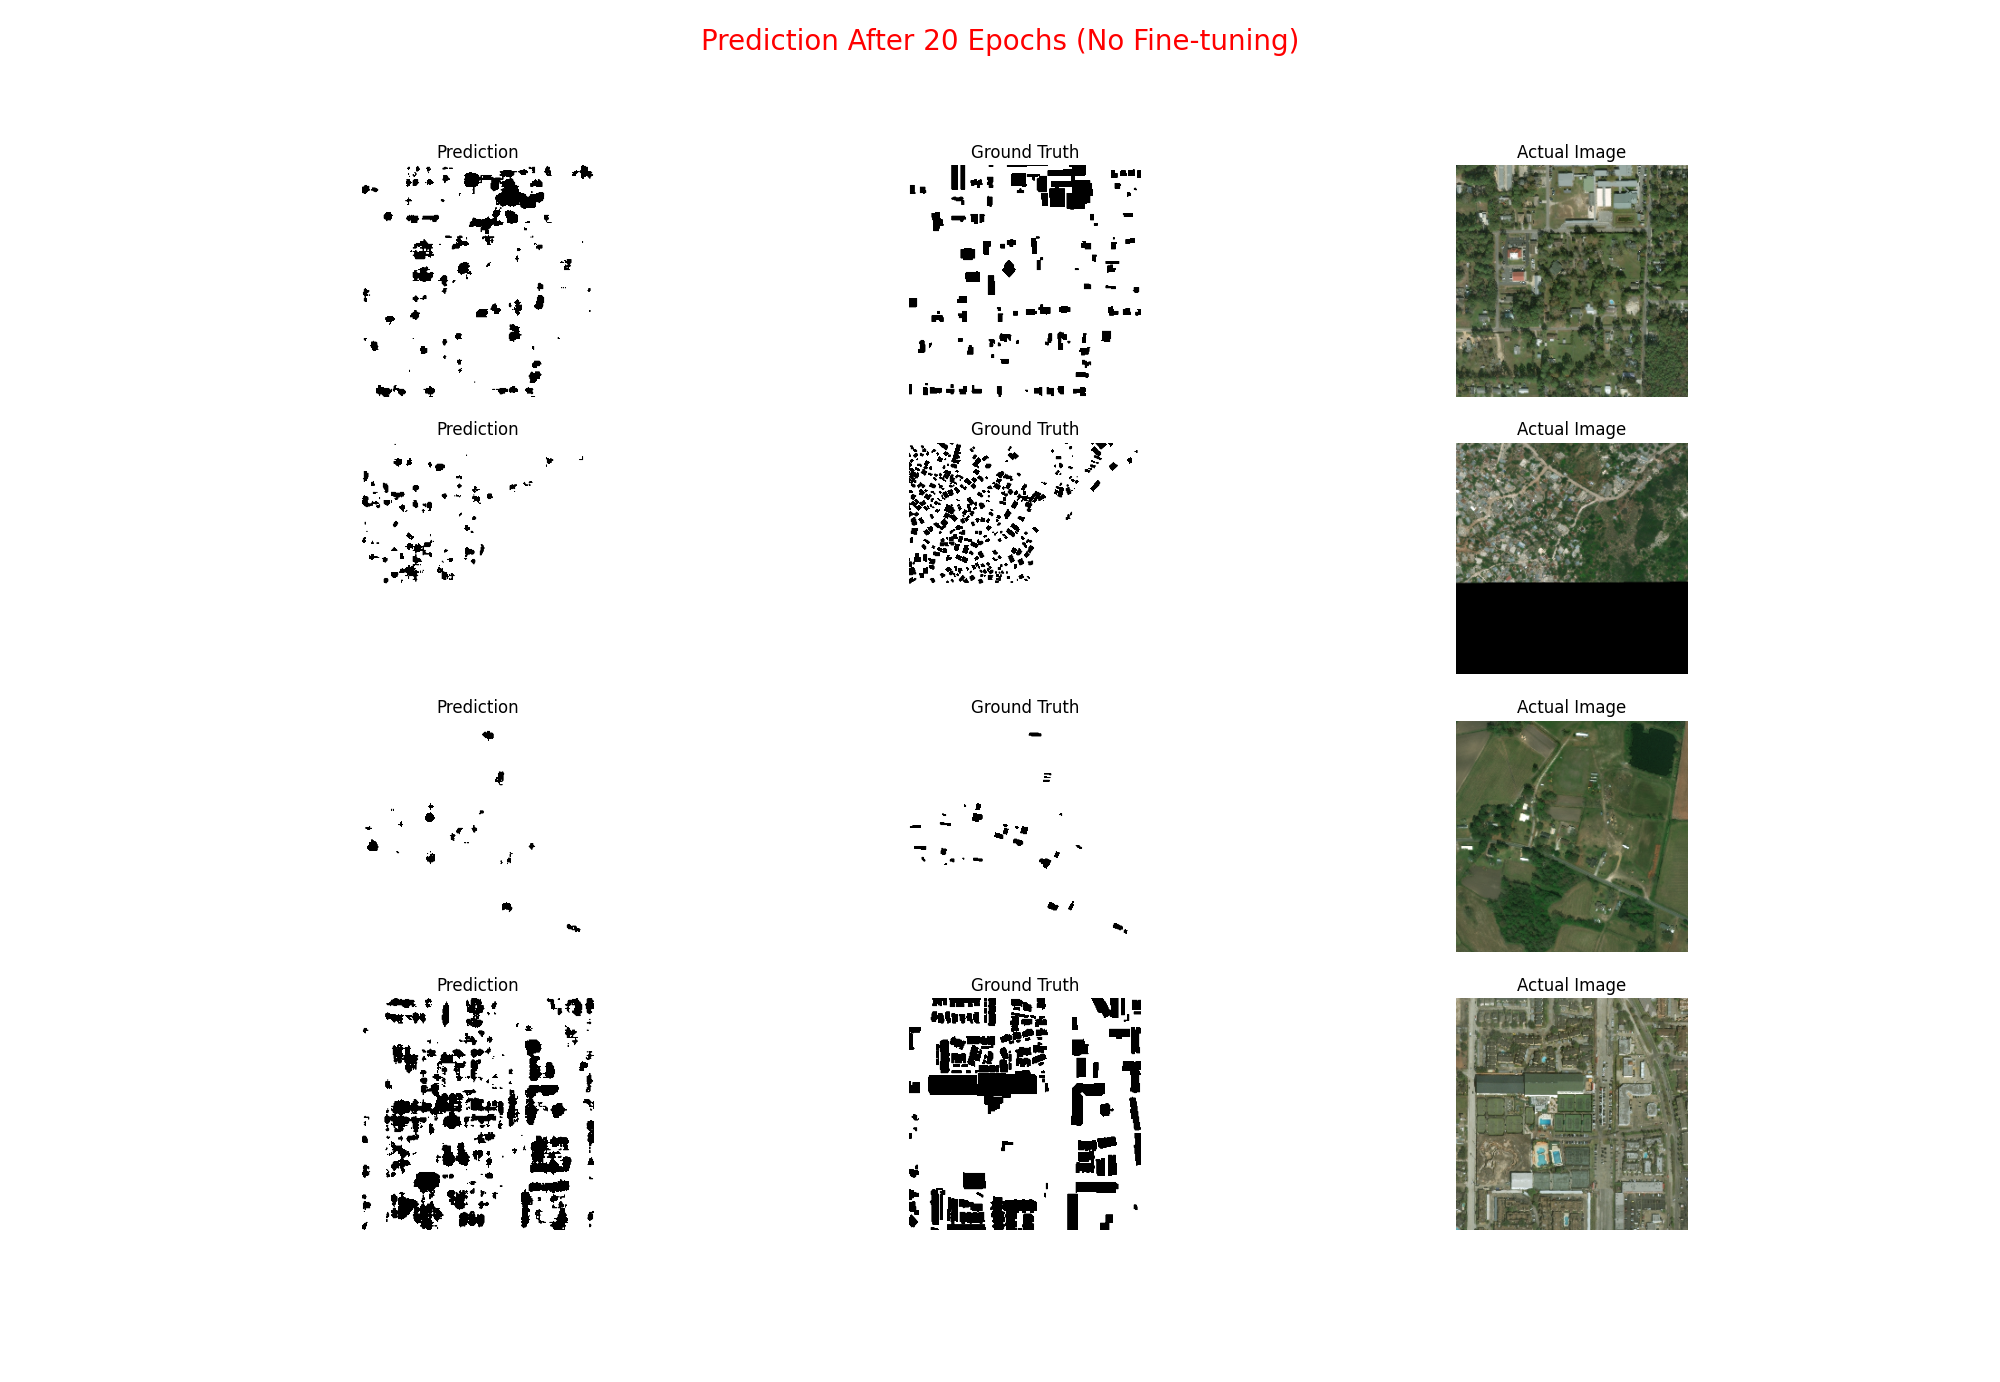 Prediction After 20 Epochs (No Fine-tuning)
Prediction
Ground Truth
Actual Image
Prediction
Ground Truth
Actual Image
Prediction
Ground Truth
Actual Image
Prediction
Ground Truth
Actual Image